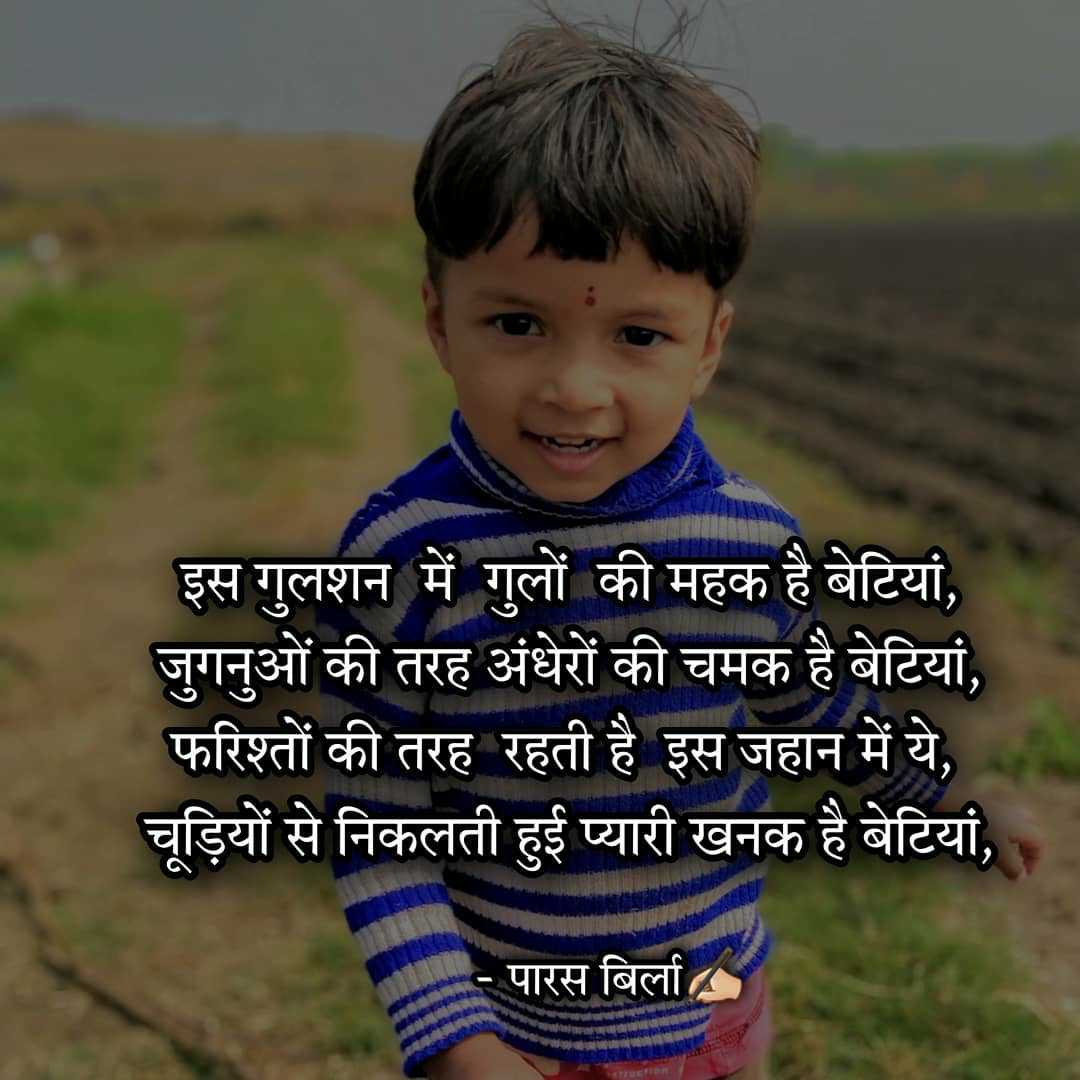 इस गुलशन में गुलों की महक है बेटियां,
जुगनुओं की तरह अंधेरों की चमक है बेटियां,
फरिश्तों की तरह रहती है इस जहान में ये,
चूड़ियों से निकलती हुई प्यारी खनक है बेटियां,
- पारस बिर्ला✍🏻